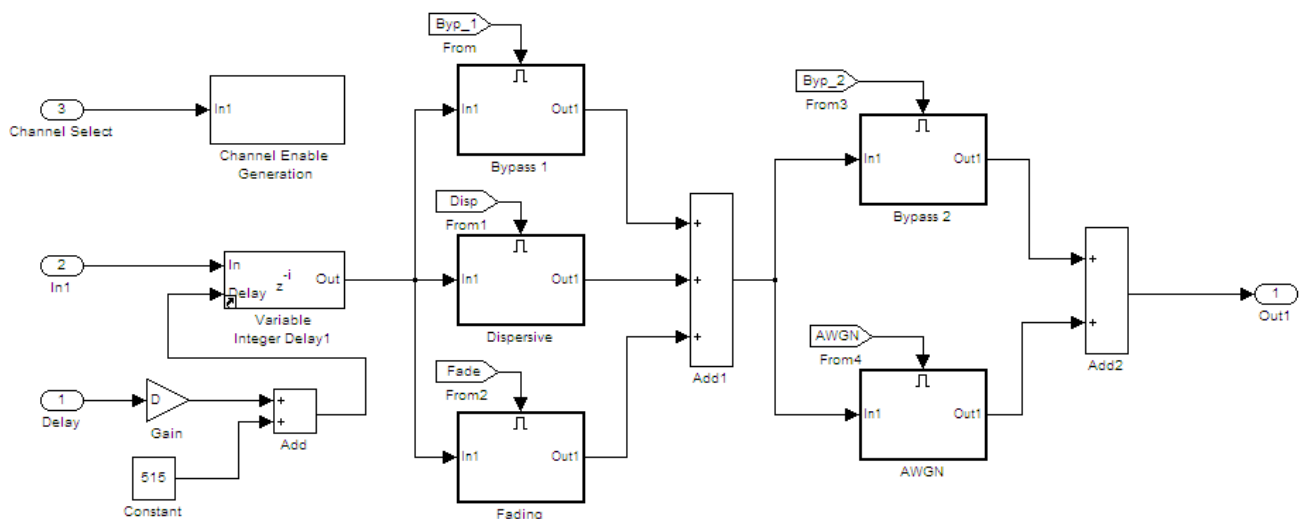 Byp_1
From
In1
Out1
Bypass 1
3
Channel Select
In1
Channel Enable
Generation
Byp_2
From3
In1
Out1
Bypass 2
Disp
From1
In1
Out1
Dispersive
2
In1
In
Delay
z-i
Out
Variable
Integer Delay1
+
+
+
Add1
+
+
Add2
1
Out1
AWGN
From4
In1
Out1
AWGN
Fade
From2
In1
Out1
Fading
1
Delay
D
Gain
+
+
Add
515
Constant